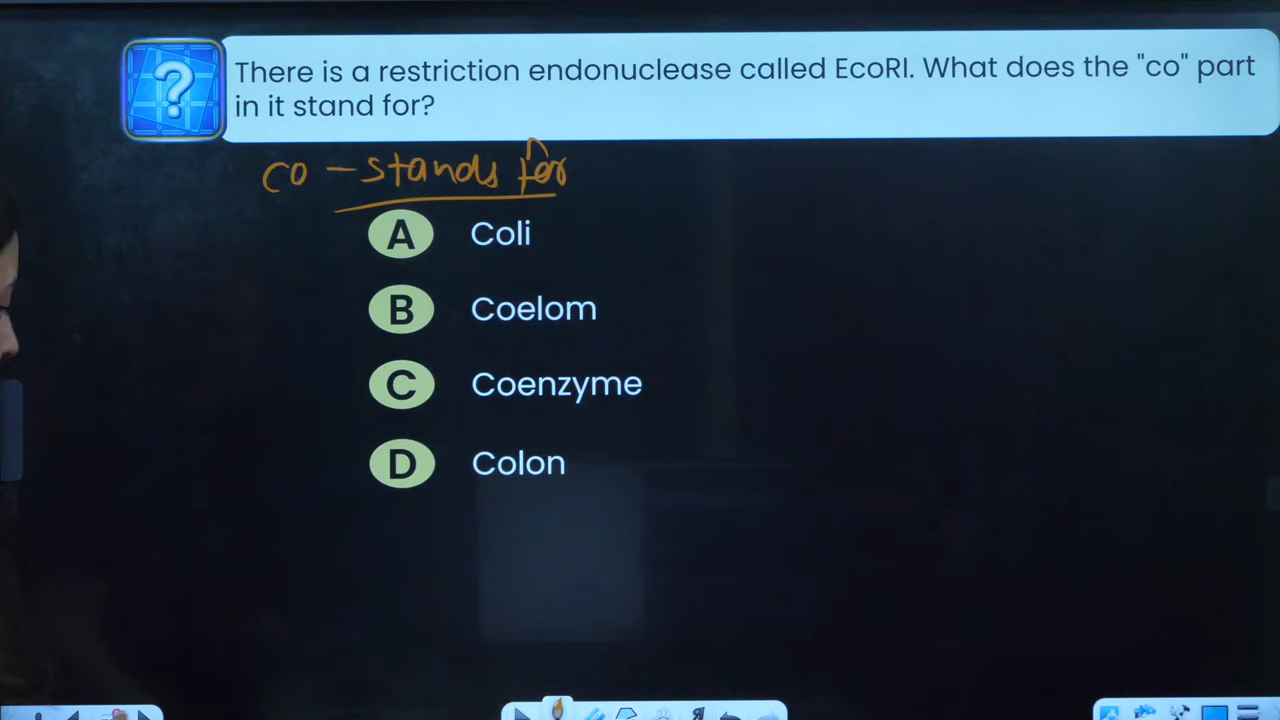 There is a restriction endonuclease called EcoRI. What does the "co" part
in it stand for?
co - stands for
A Coli
B Coelom
C Coenzyme
D Colon